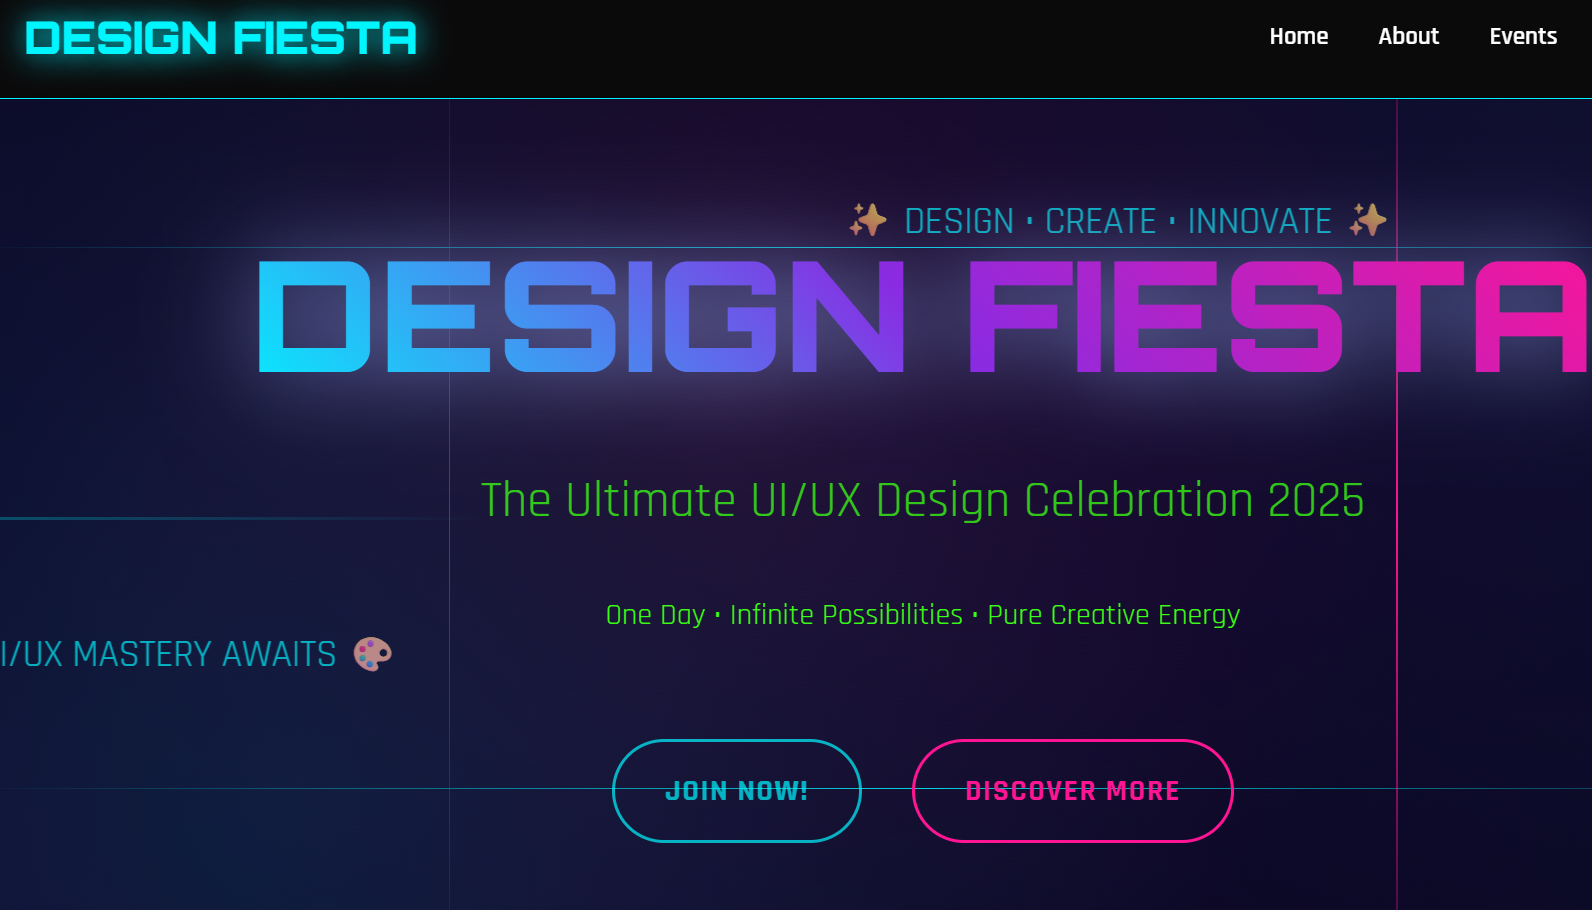 DESIGN FIESTA
Home About Events
✨ DESIGN • CREATE • INNOVATE ✨
DESIGN FIESTA
The Ultimate UI/UX Design Celebration 2025
One Day • Infinite Possibilities • Pure Creative Energy
I/UX MASTERY AWAITS 🎨
JOIN NOW! DISCOVER MORE